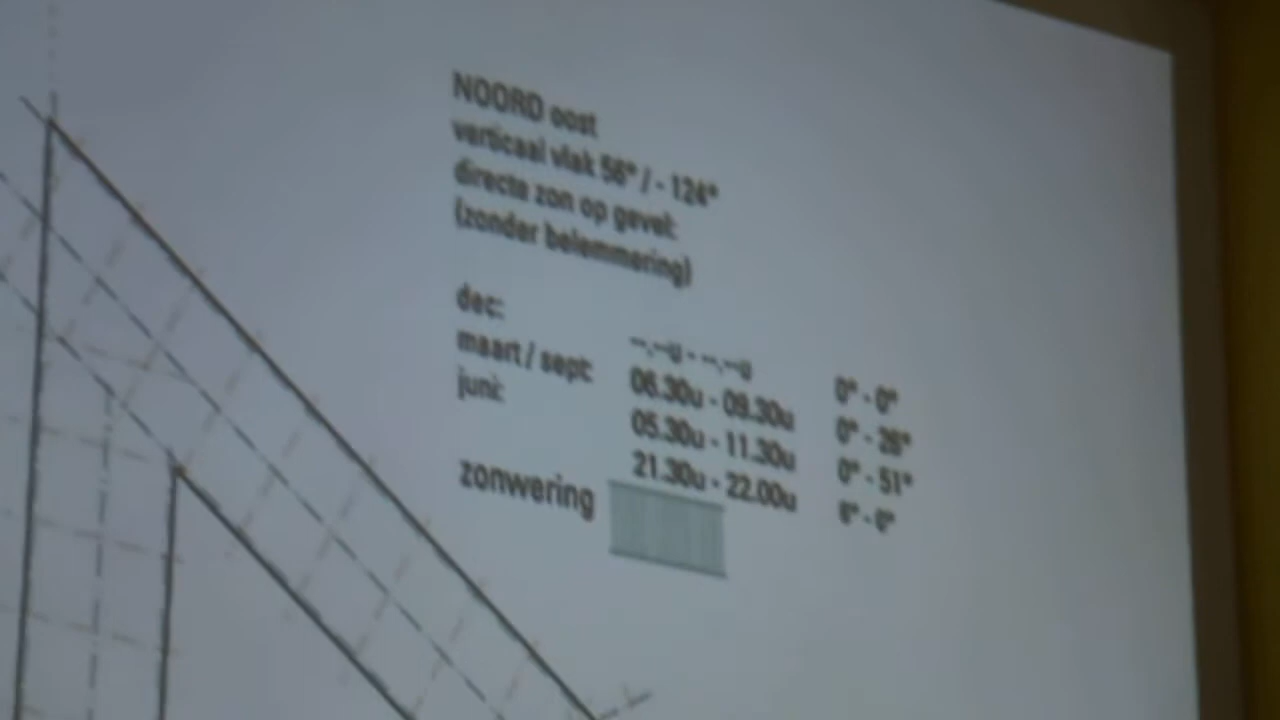 NOORD oost
verticaal vlak 56° / - 124°
directe zon op gevel:
(zonder belemmering)
dec: --.--u - --.--u 0° - 0°
maart / sept: 06.30u - 09.30u 0° - 26°
juni: 05.30u - 11.30u 0° - 51°
21.30u - 22.00u 6° - 0°
zonwering